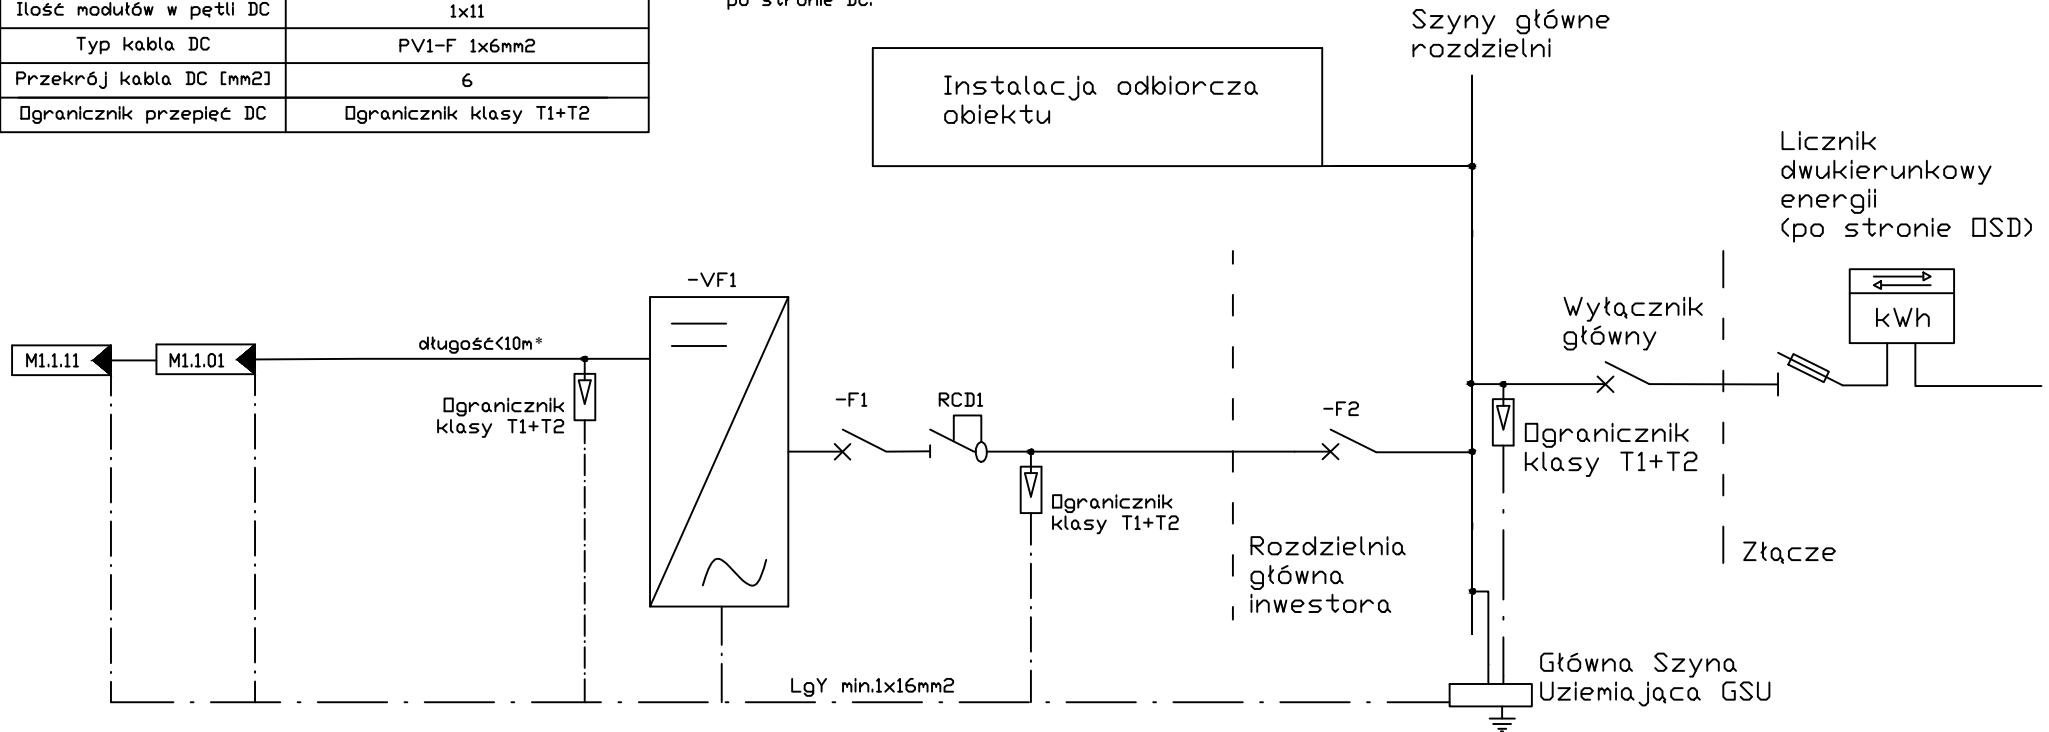 Ilość modułów w pętli DC 1x11
po stronie DC.
Typ kabla DC PV1-F 1x6mm2
Przekrój kabla DC [mm2] 6
Ogranicznik przepięć DC Ogranicznik klasy T1+T2
Szyny główne
rozdzielni
Instalacja odbiorcza
obiektu
Licznik
dwukierunkowy
energii
(po stronie OSD)
kWh
Wyłącznik
główny
-VF1
długość<10m*
M1.1.11
M1.1.01
Ogranicznik
klasy T1+T2
-F1
RCD1
-F2
Ogranicznik
klasy T1+T2
Ogranicznik
klasy T1+T2
Rozdzielnia
główna
inwestora
Złącze
LgY min.1x16mm2
Główna Szyna
Uziemiająca GSU